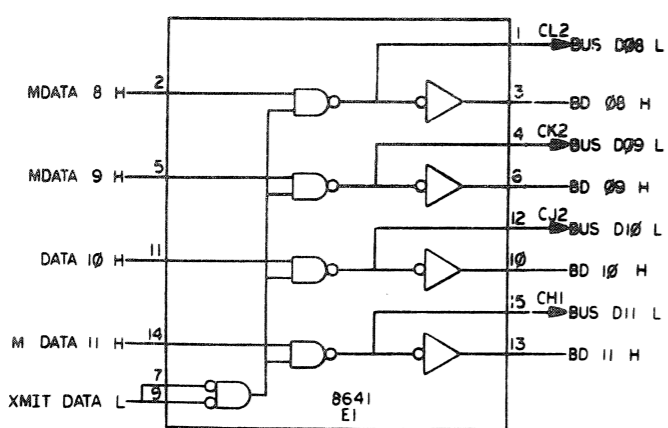 1 CL2
BUS DØ8 L
MDATA 8 H 2
3 BD Ø8 H
4 CK2
BUS DØ9 L
MDATA 9 H 5
6 BD Ø9 H
12 CJ2
BUS D1Ø L
DATA 1Ø H 11
1Ø BD 1Ø H
15 CH1
BUS D11 L
M DATA 11 H 14
13 BD 11 H
7
XMIT DATA L 9
8641
E1